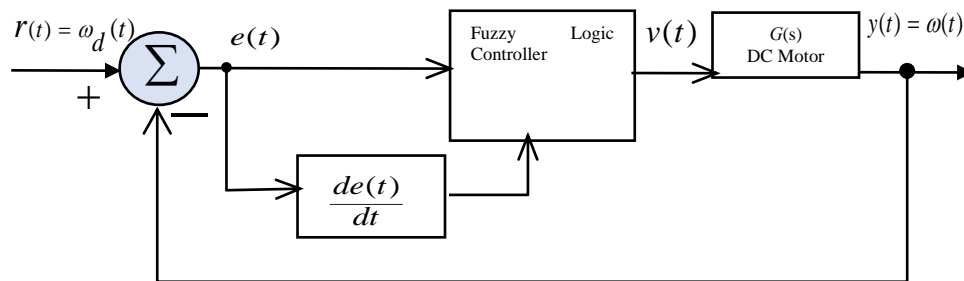 r(t) = ω_d(t)
e(t)
Fuzzy Logic
Controller
v(t)
G(s)
DC Motor
y(t) = ω(t)
Σ
+
−
de(t)
dt